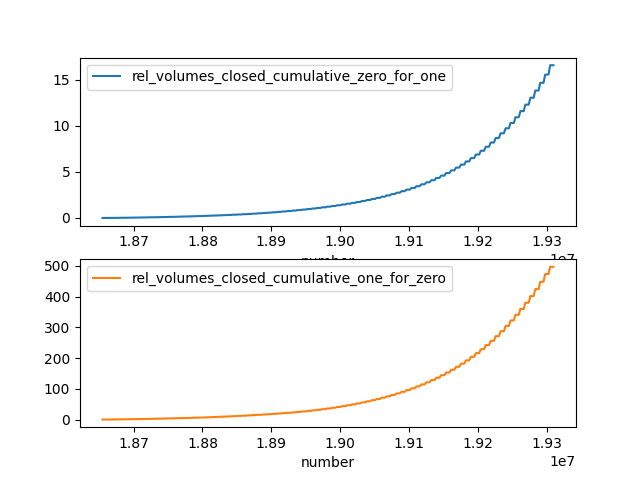 rel_volumes_closed_cumulative_zero_for_one
15
10
5
0
1.87 1.88 1.89 1.90 1.91 1.92 1.93
number 1e7
rel_volumes_closed_cumulative_one_for_zero
500
400
300
200
100
0
1.87 1.88 1.89 1.90 1.91 1.92 1.93
number 1e7